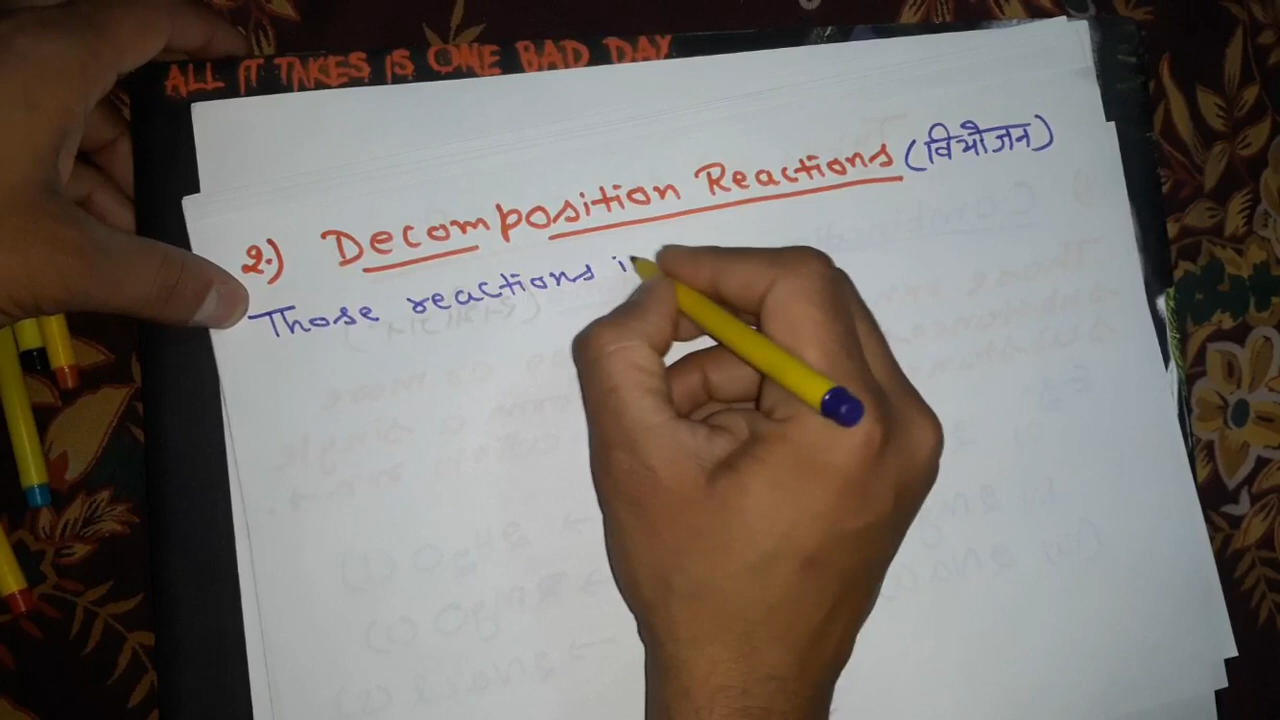 ALL IT TAKES IS ONE BAD DAY
2.) Decomposition Reactions (वियोजन)
Those reactions i